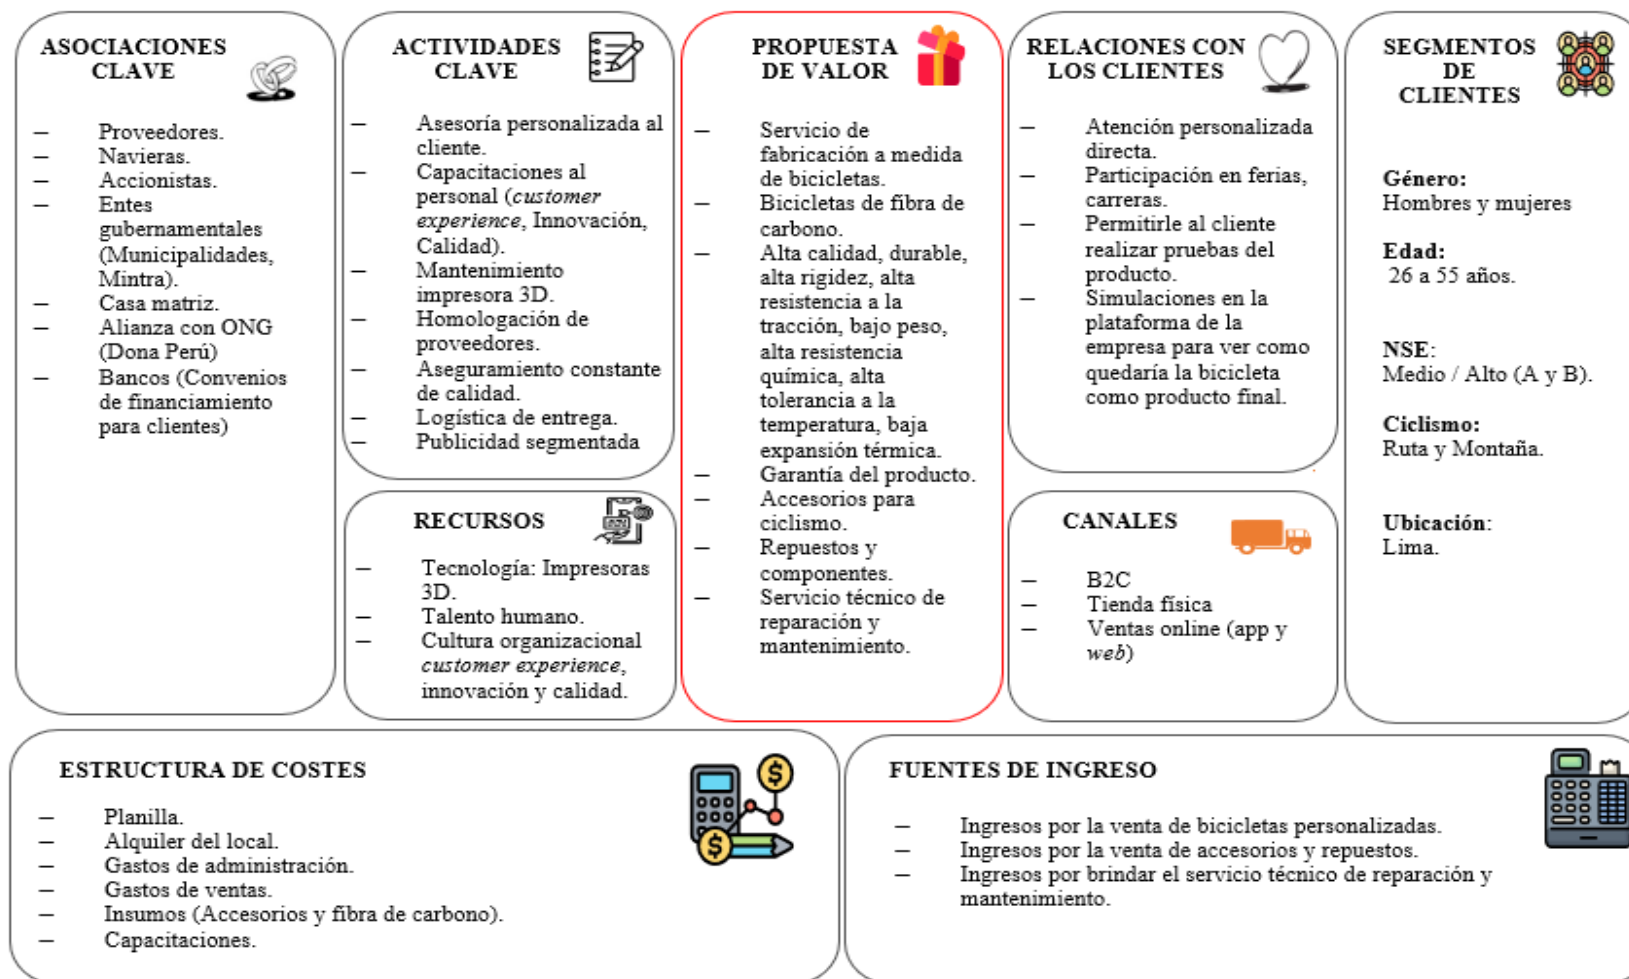 ASOCIACIONES
CLAVE
– Proveedores.
– Navieras.
– Accionistas.
– Entes
gubernamentales
(Municipalidades,
Mintra).
– Casa matriz.
– Alianza con ONG
(Dona Perú)
– Bancos (Convenios
de financiamiento
para clientes)
ACTIVIDADES
CLAVE
– Asesoría personalizada al
cliente.
– Capacitaciones al
personal (customer
experience, Innovación,
Calidad).
– Mantenimiento
impresora 3D.
– Homologación de
proveedores.
– Aseguramiento constante
de calidad.
– Logística de entrega.
– Publicidad segmentada
RECURSOS
– Tecnología: Impresoras
3D.
– Talento humano.
– Cultura organizacional
customer experience,
innovación y calidad.
PROPUESTA
DE VALOR
– Servicio de
fabricación a medida
de bicicletas.
– Bicicletas de fibra de
carbono.
– Alta calidad, durable,
alta rigidez, alta
resistencia a la
tracción, bajo peso,
alta resistencia
química, alta
tolerancia a la
temperatura, baja
expansión térmica.
– Garantía del producto.
– Accesorios para
ciclismo.
– Repuestos y
componentes.
– Servicio técnico de
reparación y
mantenimiento.
RELACIONES CON
LOS CLIENTES
– Atención personalizada
directa.
– Participación en ferias,
carreras.
– Permitirle al cliente
realizar pruebas del
producto.
– Simulaciones en la
plataforma de la
empresa para ver como
quedaría la bicicleta
como producto final.
CANALES
– B2C
– Tienda física
– Ventas online (app y
web)
SEGMENTOS
DE
CLIENTES
Género:
Hombres y mujeres
Edad:
26 a 55 años.
NSE:
Medio / Alto (A y B).
Ciclismo:
Ruta y Montaña.
Ubicación:
Lima.
ESTRUCTURA DE COSTES
– Planilla.
– Alquiler del local.
– Gastos de administración.
– Gastos de ventas.
– Insumos (Accesorios y fibra de carbono).
– Capacitaciones.
FUENTES DE INGRESO
– Ingresos por la venta de bicicletas personalizadas.
– Ingresos por la venta de accesorios y repuestos.
– Ingresos por brindar el servicio técnico de reparación y
mantenimiento.